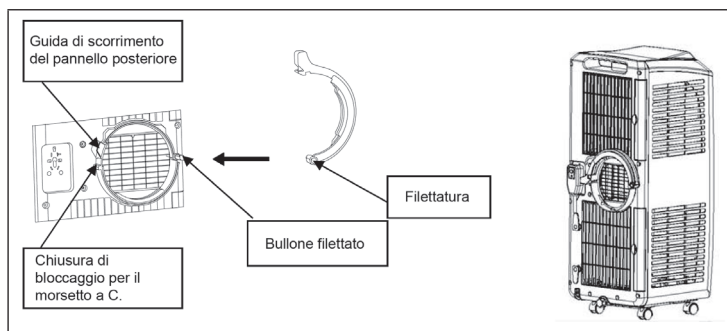 Guida di scorrimento
del pannello posteriore
Filettatura
Bullone filettato
Chiusura di
bloccaggio per il
morsetto a C.